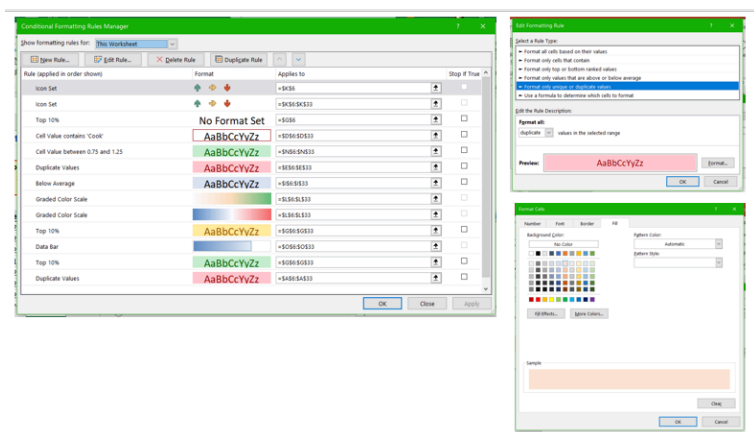 Conditional Formatting Rules Manager
? ×
Show formatting rules for: This Worksheet
New Rule... Edit Rule... Delete Rule Duplicate Rule
Rule (applied in order shown) Format Applies to Stop If True
Icon Set =$K$6
Icon Set =$K$6:$K$33
Top 10% No Format Set =$G$6
Cell Value contains 'Cook' AaBbCcYyZz =$D$6:$D$33
Cell Value between 0.75 and 1.25 AaBbCcYyZz =$N$6:$N$33
Duplicate Values AaBbCcYyZz =$E$6:$E$33
Below Average AaBbCcYyZz =$I$6:$I$33
Graded Color Scale =$L$6:$L$33
Graded Color Scale =$L$6:$L$33
Top 10% AaBbCcYyZz =$G$6:$G$33
Data Bar =$O$6:$O$33
Top 10% AaBbCcYyZz =$G$6:$G$33
Duplicate Values AaBbCcYyZz =$A$6:$A$33
OK Close Apply
Edit Formatting Rule
? ×
Select a Rule Type:
► Format all cells based on their values
► Format only cells that contain
► Format only top or bottom ranked values
► Format only values that are above or below average
► Format only unique or duplicate values
► Use a formula to determine which cells to format
Edit the Rule Description:
Format all:
duplicate values in the selected range
Preview: AaBbCcYyZz Format...
OK Cancel
Format Cells
? ×
Number Font Border Fill
Background Color: Pattern Color:
No Color Automatic
Pattern Style:
Fill Effects... More Colors...
Sample
Clear
OK Cancel